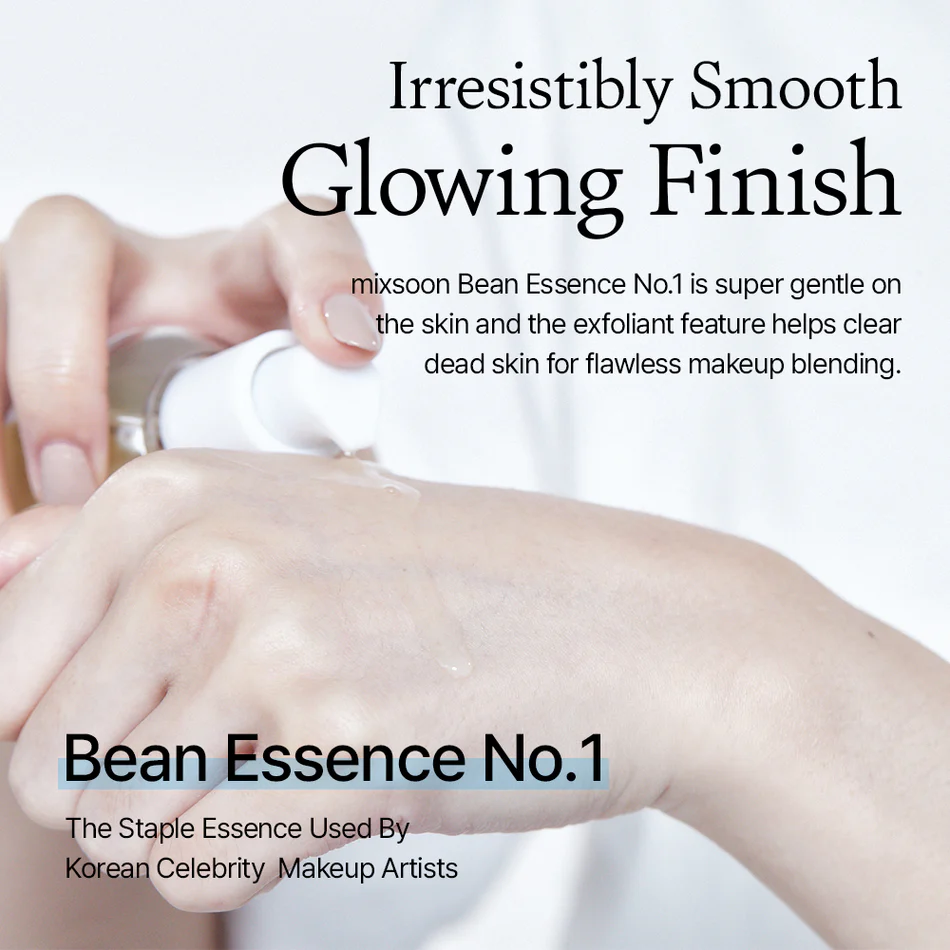 Irresistibly Smooth
Glowing Finish
mixsoon Bean Essence No.1 is super gentle on
the skin and the exfoliant feature helps clear
dead skin for flawless makeup blending.
Bean Essence No.1
The Staple Essence Used By
Korean Celebrity Makeup Artists